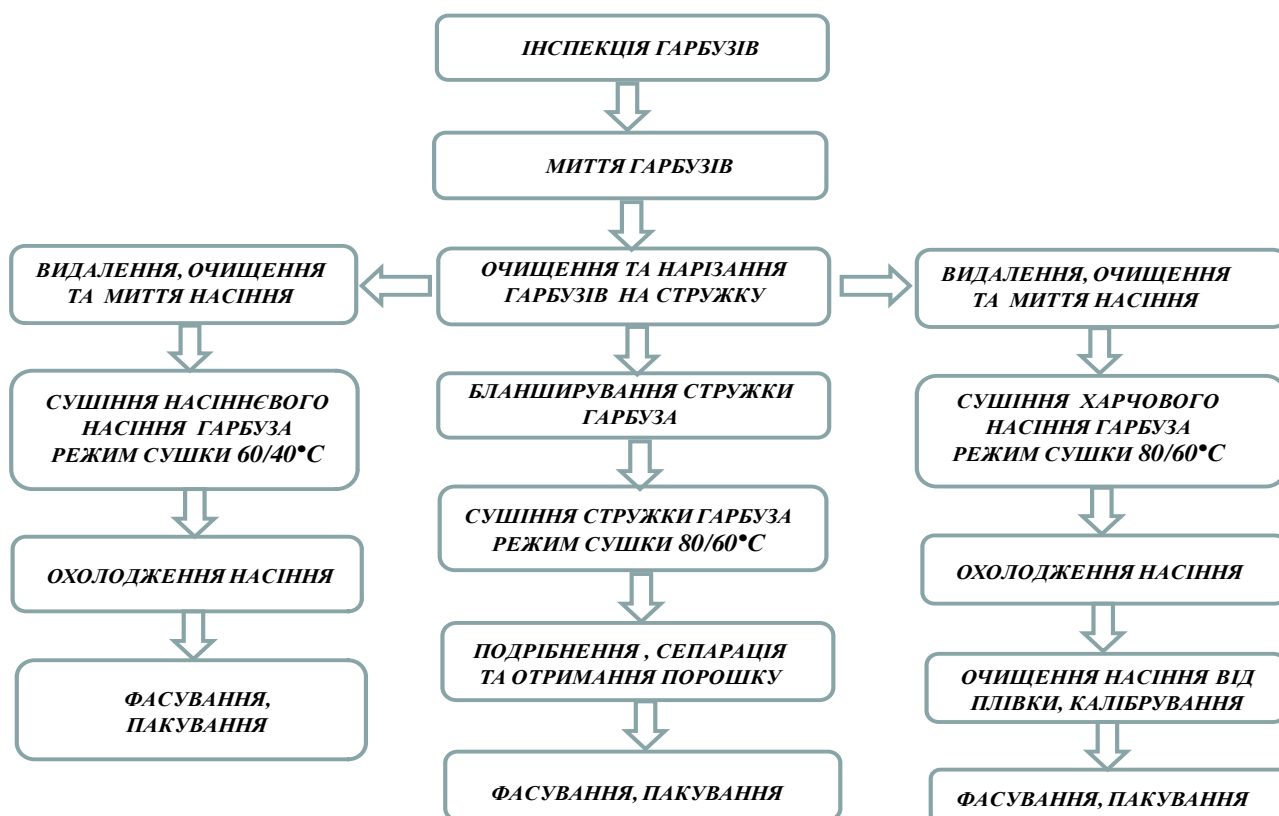 ІНСПЕКЦІЯ ГАРБУЗІВ
МИТТЯ ГАРБУЗІВ
ВИДАЛЕННЯ, ОЧИЩЕННЯ
ТА МИТТЯ НАСІННЯ
ОЧИЩЕННЯ ТА НАРІЗАННЯ
ГАРБУЗІВ НА СТРУЖКУ
ВИДАЛЕННЯ, ОЧИЩЕННЯ
ТА МИТТЯ НАСІННЯ
СУШІННЯ НАСІННЄВОГО
НАСІННЯ ГАРБУЗА
РЕЖИМ СУШКИ 60/40•С
БЛАНШИРУВАННЯ СТРУЖКИ
ГАРБУЗА
СУШІННЯ ХАРЧОВОГО
НАСІННЯ ГАРБУЗА
РЕЖИМ СУШКИ 80/60•С
СУШІННЯ СТРУЖКИ ГАРБУЗА
РЕЖИМ СУШКИ 80/60•С
ОХОЛОДЖЕННЯ НАСІННЯ
ОХОЛОДЖЕННЯ НАСІННЯ
ПОДРІБНЕННЯ , СЕПАРАЦІЯ
ТА ОТРИМАННЯ ПОРОШКУ
ОЧИЩЕННЯ НАСІННЯ ВІД
ПЛІВКИ, КАЛІБРУВАННЯ
ФАСУВАННЯ,
ПАКУВАННЯ
ФАСУВАННЯ, ПАКУВАННЯ
ФАСУВАННЯ, ПАКУВАННЯ